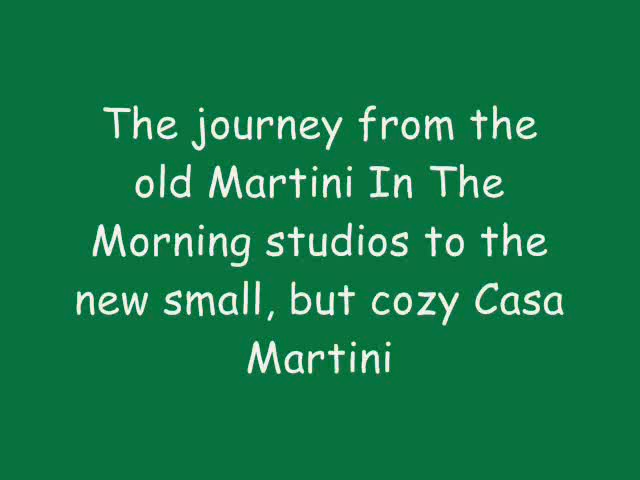 The journey from the
old Martini In The
Morning studios to the
new small, but cozy Casa
Martini